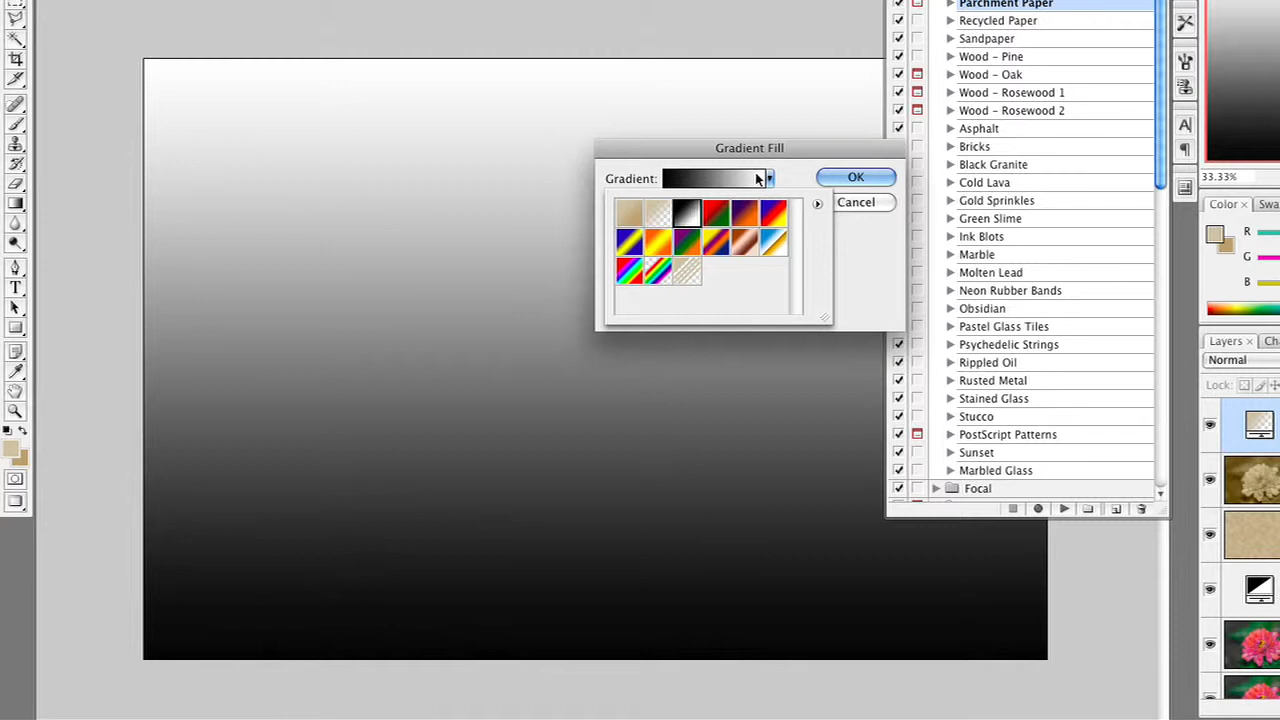 Parchment Paper
Recycled Paper
Sandpaper
Wood – Pine
Wood – Oak
Wood – Rosewood 1
Wood – Rosewood 2
Asphalt
Bricks
Black Granite
Cold Lava
Gold Sprinkles
Green Slime
Ink Blots
Marble
Molten Lead
Neon Rubber Bands
Obsidian
Pastel Glass Tiles
Psychedelic Strings
Rippled Oil
Rusted Metal
Stained Glass
Stucco
PostScript Patterns
Sunset
Marbled Glass
Focal
Gradient Fill
Gradient:
OK
Cancel
33.33%
Color × Swa
R
G
B
Layers × Cha
Normal
Lock: